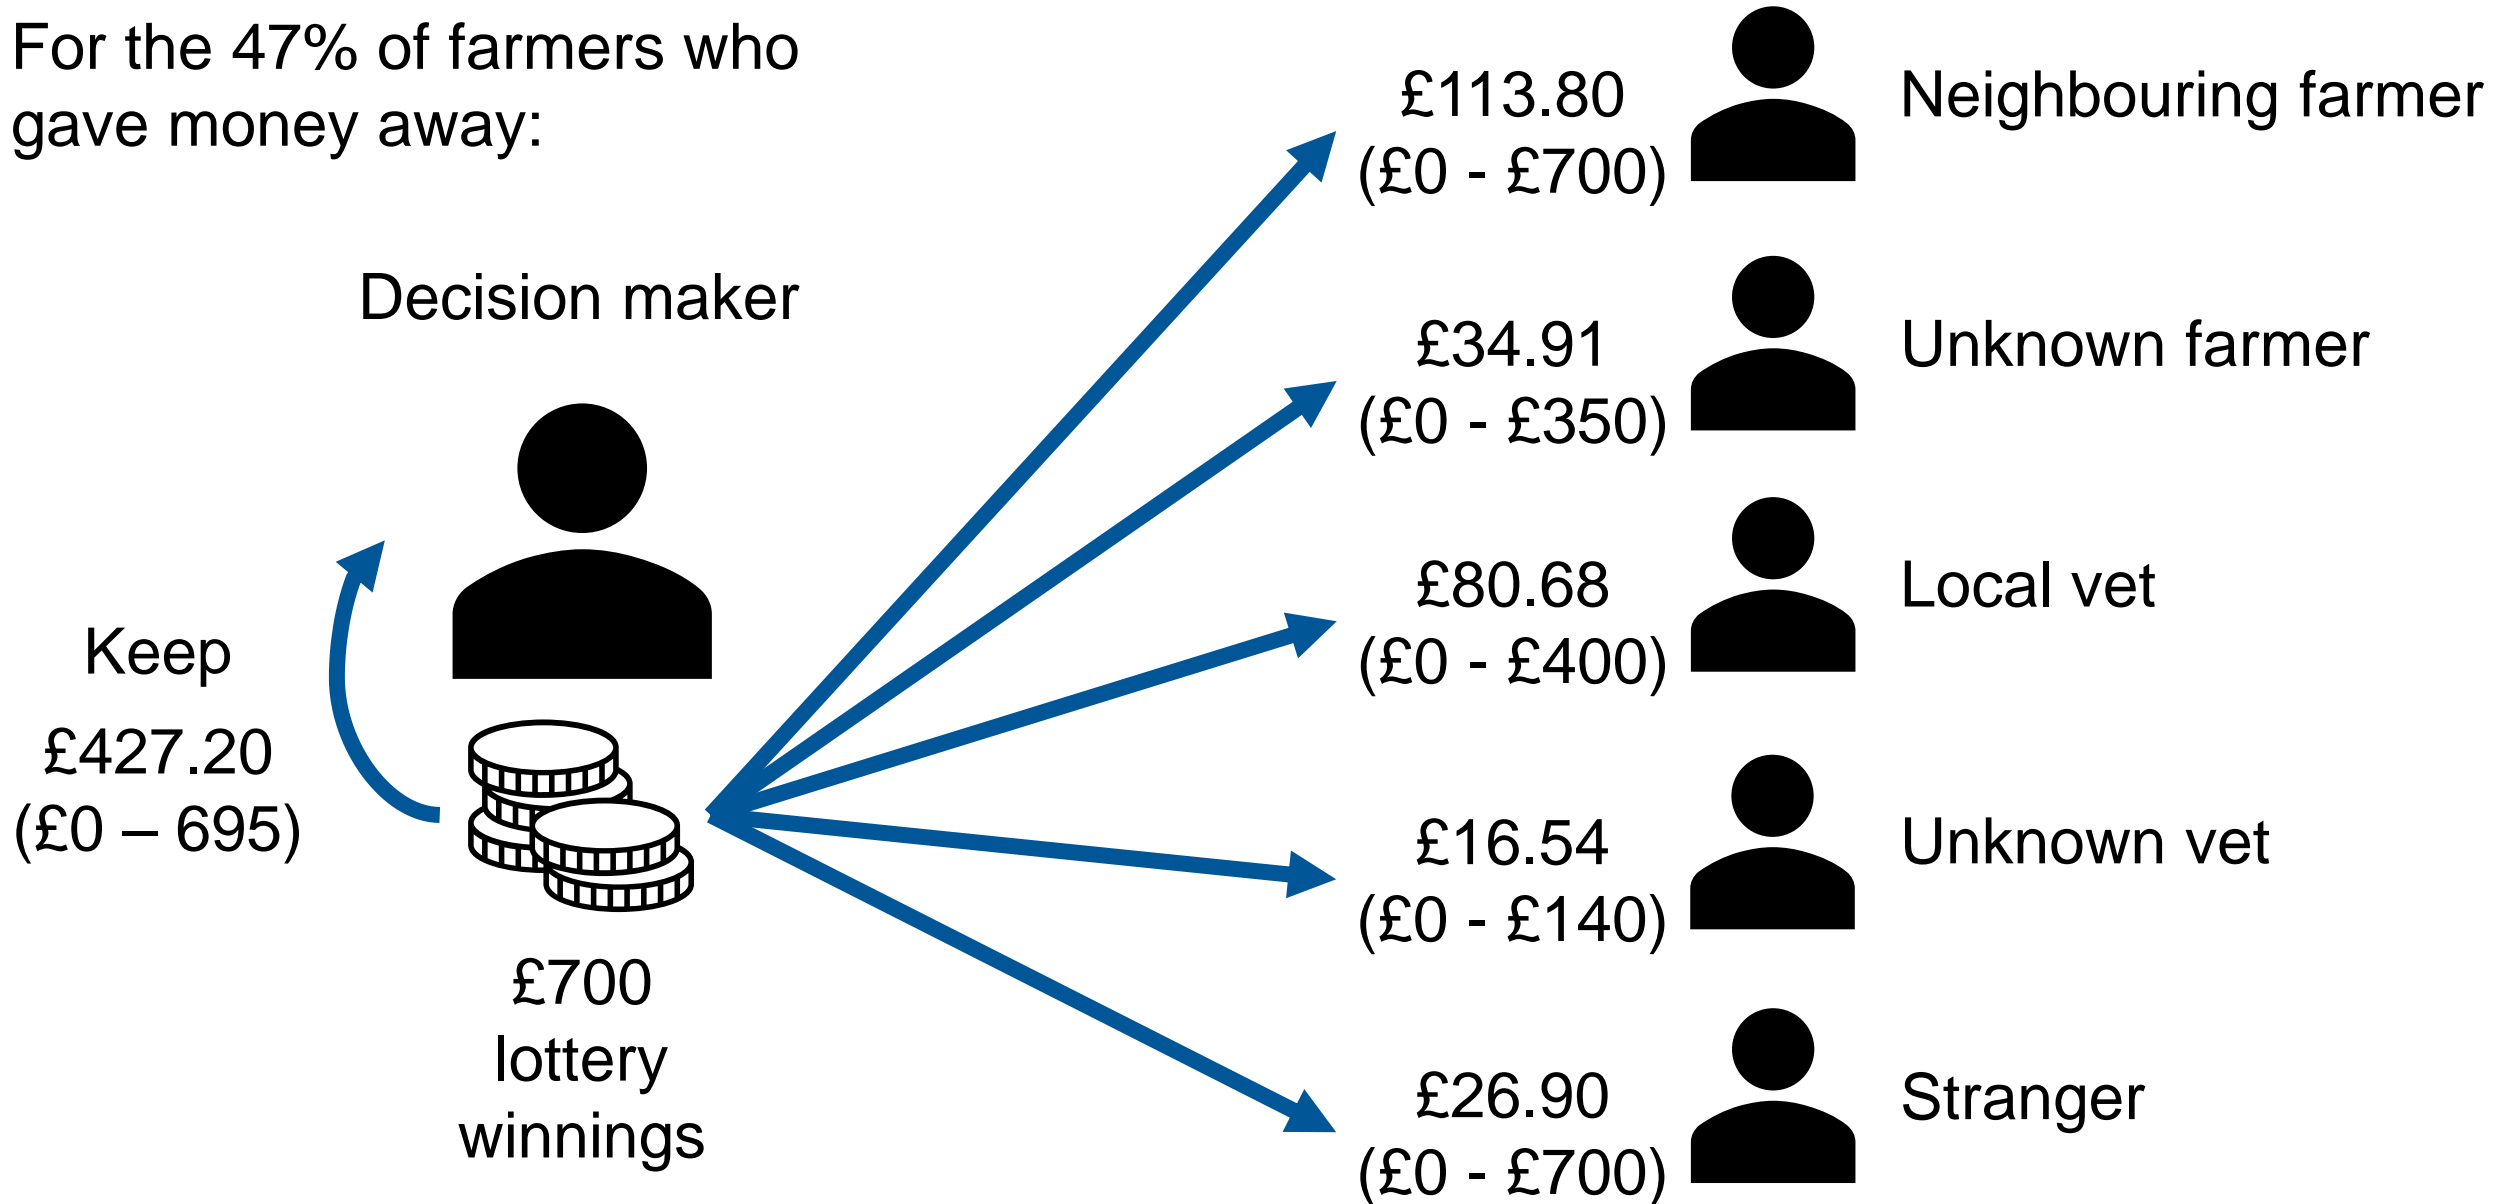 For the 47% of farmers who
gave money away:
Decision maker
Keep
£427.20
(£0 – 695)
£700
lottery
winnings
£113.80
(£0 - £700)
Neighbouring farmer
£34.91
(£0 - £350)
Unknown farmer
£80.68
(£0 - £400)
Local vet
£18.54
(£0 - £140)
Unknown vet
£26.90
(£0 - £700)
Stranger